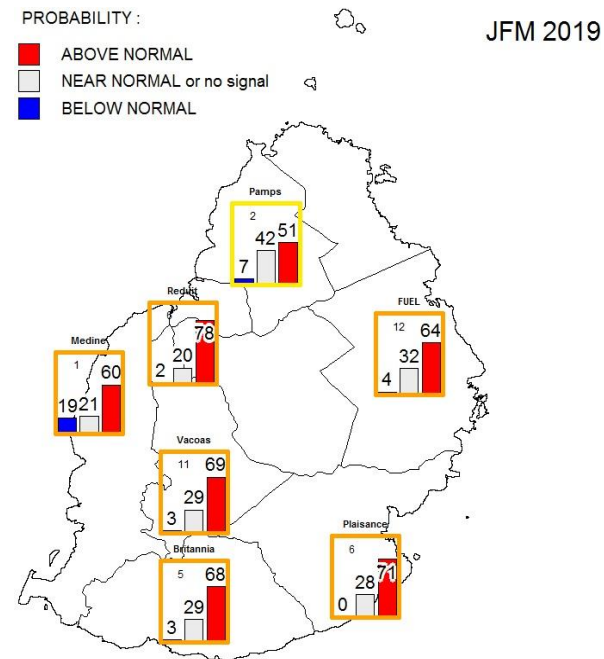 PROBABILITY :
JFM 2019
ABOVE NORMAL
NEAR NORMAL or no signal
BELOW NORMAL
Pamps
2
7 42 51
Reduit
2 20 78
FUEL
12
4 32 64
Medine
1
19 21 60
Vacoas
11
3 29 69
Plaisance
6
0 28 71
Britannia
5
3 29 68